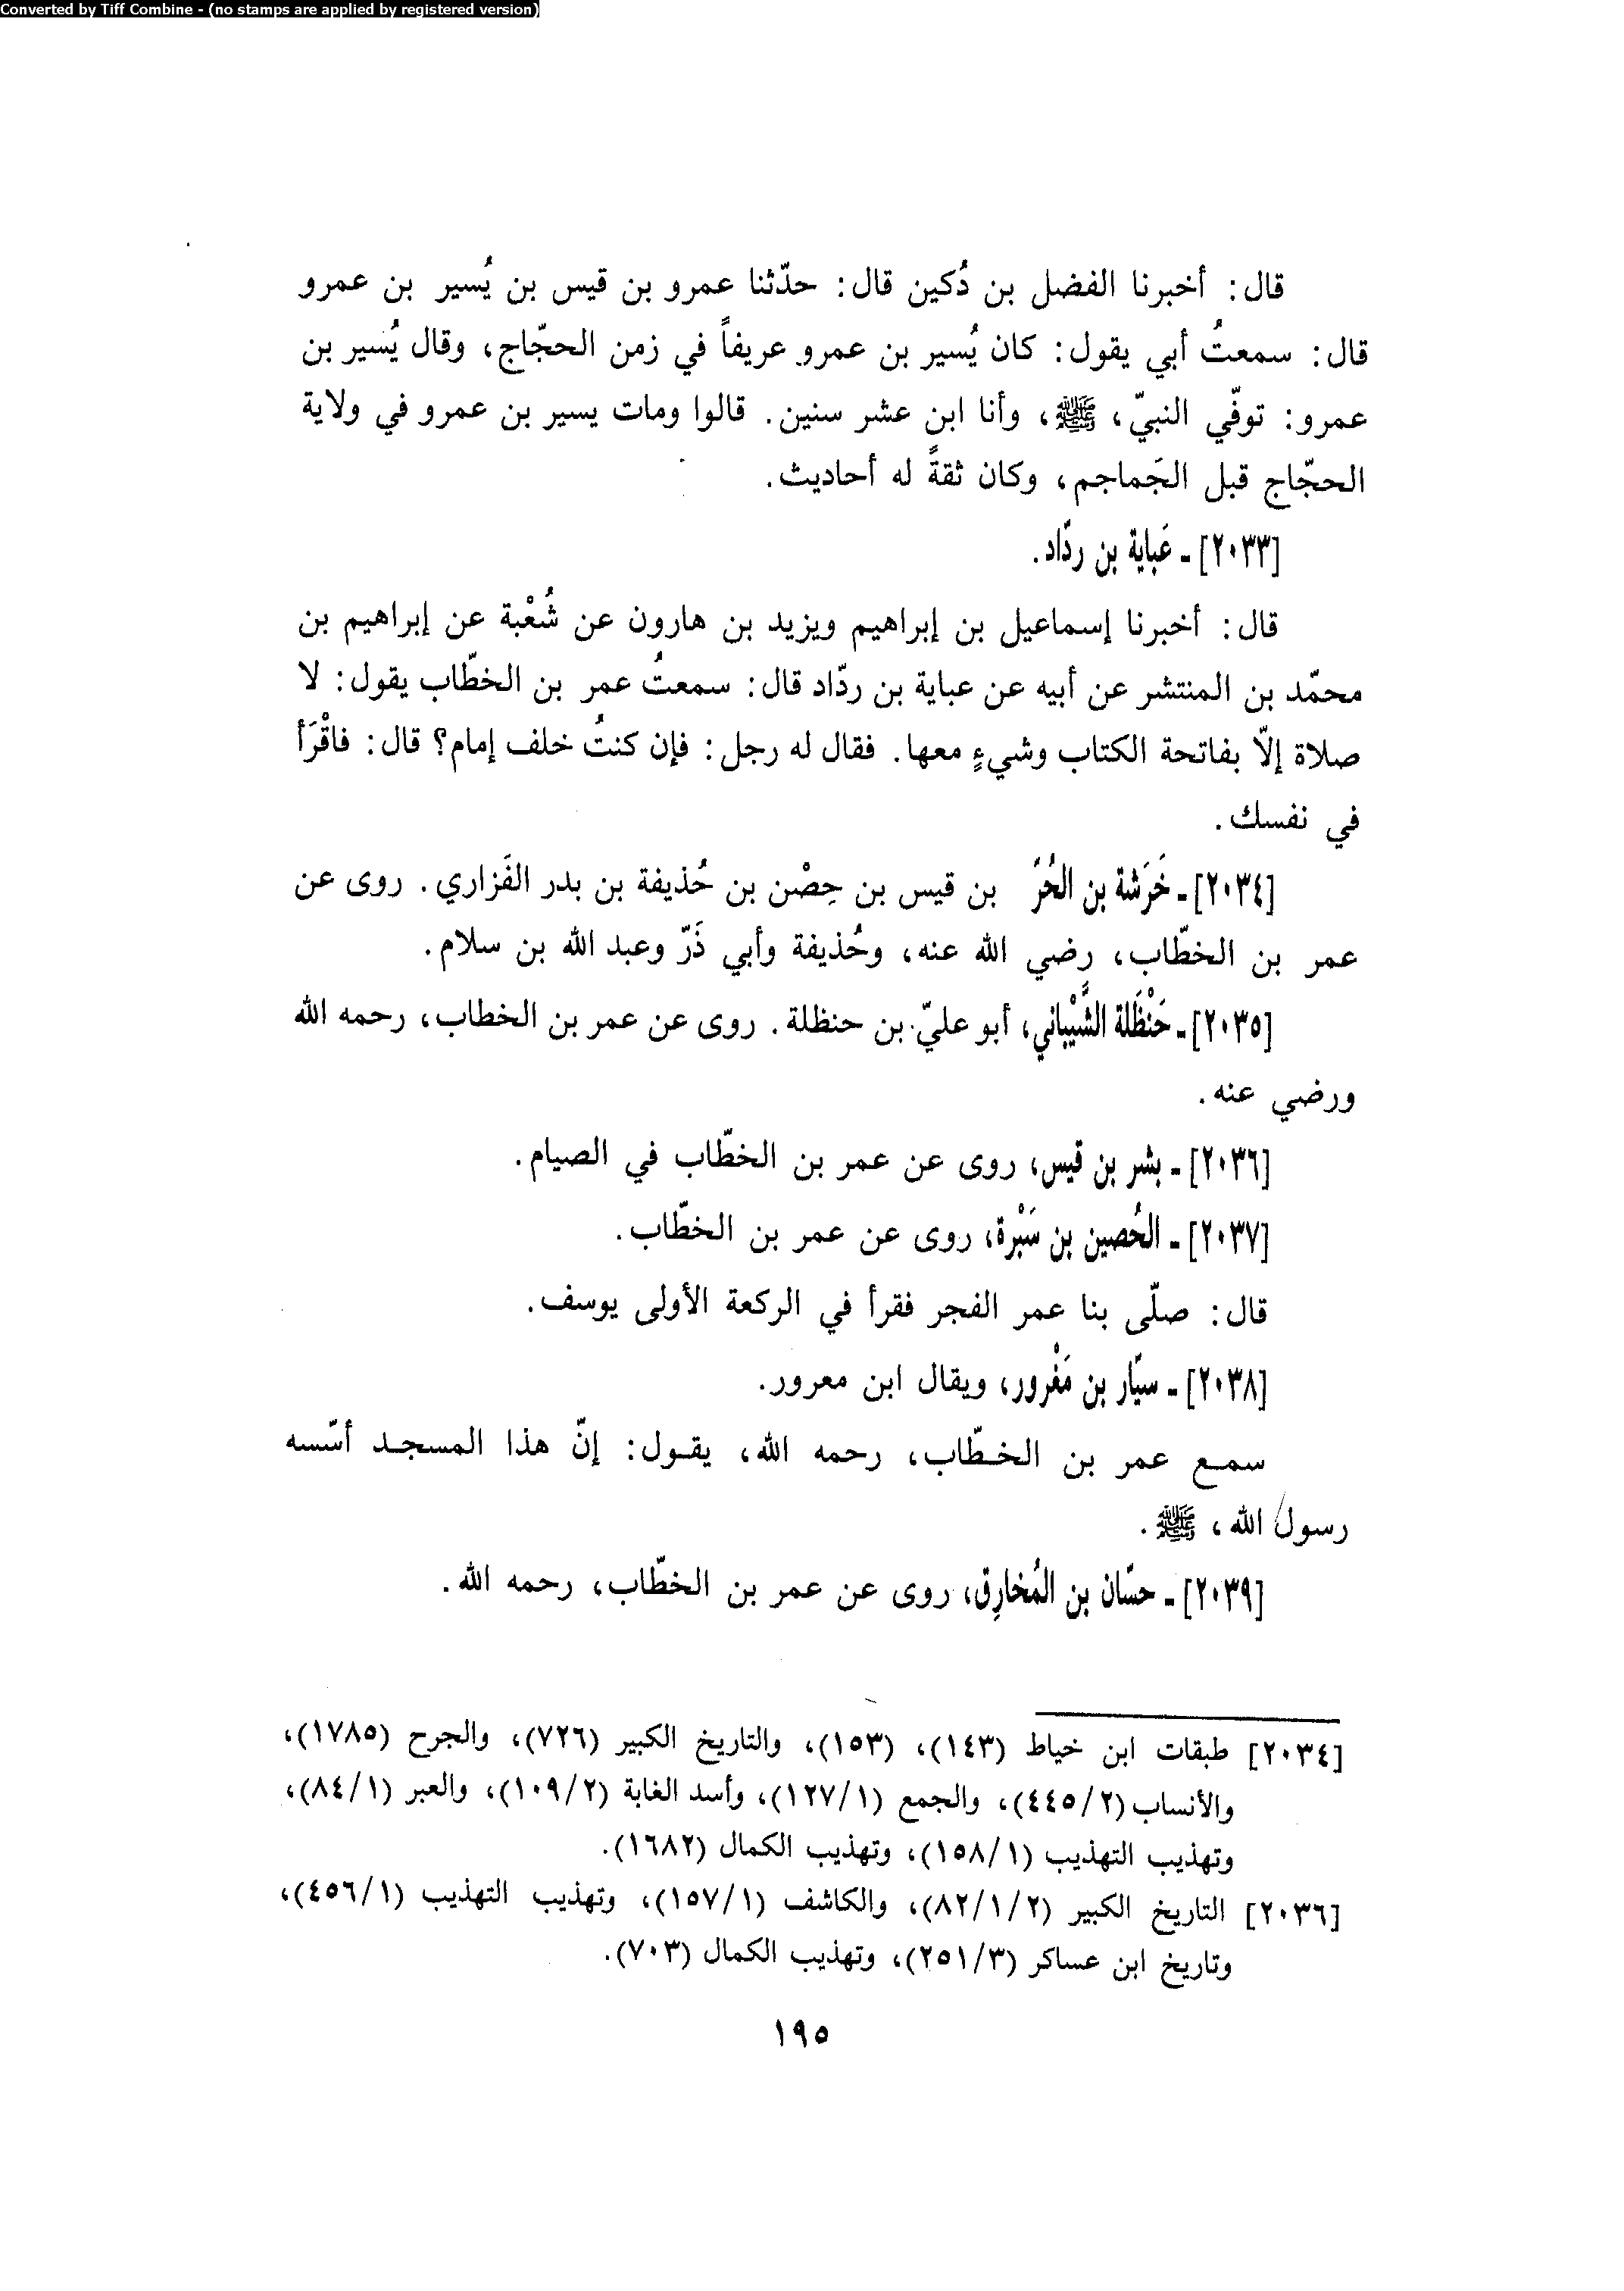 Converted by Tiff Combine - (no stamps are applied by registered version)
قال: أخبرنا الفضل بن دُكين قال: حدّثنا عمرو بن قيس بن يُسير بن عمرو
قال: سمعتُ أبي يقول: كان يُسير بن عمرو عريفاً في زمن الحجّاج، وقال يُسير بن
عمرو: توفّي النبيّ، ﷺ، وأنا ابن عشر سنين. قالوا ومات يسير بن عمرو في ولاية
الحجّاج قبل الجَماجم، وكان ثقةً له أحاديث.
[٢٠٣٣] ـ عَباية بن ردّاد.
قال: أخبرنا إسماعيل بن إبراهيم ويزيد بن هارون عن شُعْبة عن إبراهيم بن
محمّد بن المنتشر عن أبيه عن عباية بن ردّاد قال: سمعتُ عمر بن الخطّاب يقول: لا
صلاة إلّا بفاتحة الكتاب وشيءٍ معها. فقال له رجل: فإن كنتُ خلف إمام؟ قال: فاقْرَأ
في نفسك.
[٢٠٣٤] ـ خَرَشة بن الحُرّ بن قيس بن حِصْن بن حُذيفة بن بدر الفَزاري. روى عن
عمر بن الخطّاب، رضي الله عنه، وحُذيفة وأبي ذَرّ وعبد الله بن سلام.
[٢٠٣٥] ـ حَنْظَلة الشَّيْباني، أبو عليّ بن حنظلة. روى عن عمر بن الخطاب، رحمه الله
ورضي عنه.
[٢٠٣٦] ـ بشر بن قيس، روى عن عمر بن الخطّاب في الصيام.
[٢٠٣٧] ـ الحُصين بن سَبْرة، روى عن عمر بن الخطّاب.
قال: صلّى بنا عمر الفجر فقرأ في الركعة الأولى يوسف.
[٢٠٣٨] ـ سيّار بن مَغْرور، ويقال ابن معرور.
سمع عمر بن الخطّاب، رحمه الله، يقول: إنّ هذا المسجد أسّسه
رسول الله، ﷺ.
[٢٠٣٩] ـ حسّان بن المُخارِق، روى عن عمر بن الخطّاب، رحمه الله.
[٢٠٣٤] طبقات ابن خياط (١٤٣)، (١٥٣)، والتاريخ الكبير (٧٢٦)، والجرح (١٧٨٥)،
والأنساب (٤٤٥/٢)، والجمع (١٢٧/١)، وأسد الغابة (١٠٩/٢)، والعبر (٨٤/١)،
وتهذيب التهذيب (١٥٨/١)، وتهذيب الكمال (١٦٨٢).
[٢٠٣٦] التاريخ الكبير (٨٢/١/٢)، والكاشف (١٥٧/١)، وتهذيب التهذيب (٤٥٦/١)،
وتاريخ ابن عساكر (٢٥١/٣)، وتهذيب الكمال (٧٠٣).
١٩٥